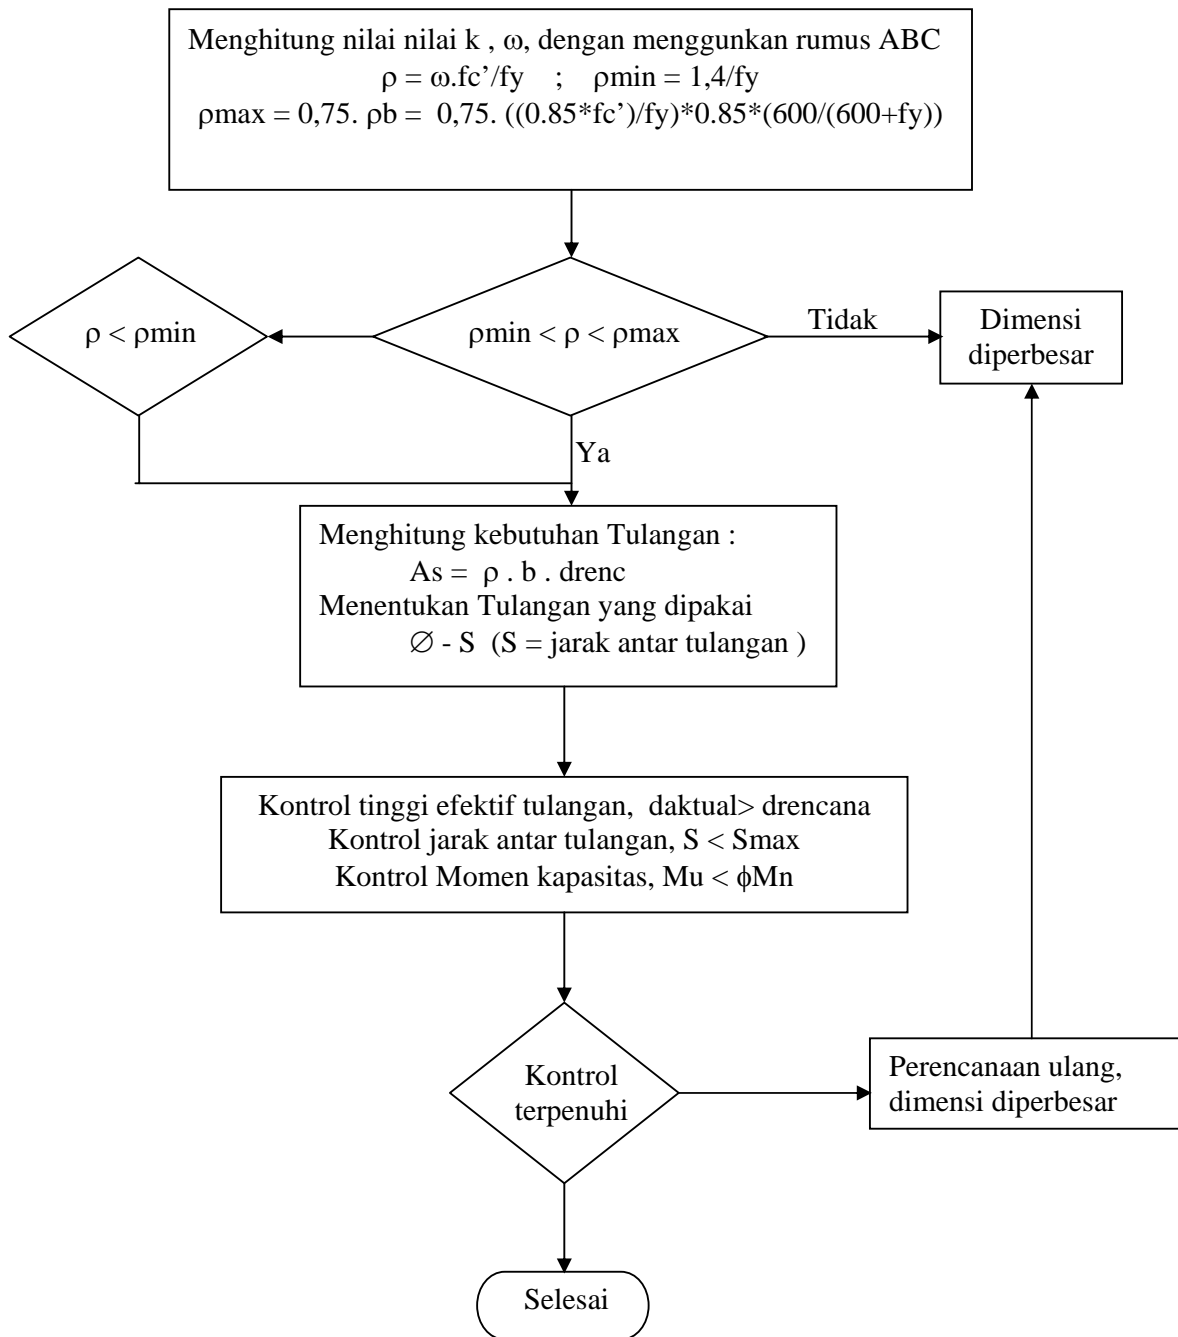 Menghitung nilai nilai k , ω, dengan menggunkan rumus ABC
ρ = ω.fc’/fy ; ρmin = 1,4/fy
ρmax = 0,75. ρb = 0,75. ((0.85*fc’)/fy)*0.85*(600/(600+fy))
ρ < ρmin
ρmin < ρ < ρmax
Tidak
Dimensi
diperbesar
Ya
Menghitung kebutuhan Tulangan :
As = ρ . b . drenc
Menentukan Tulangan yang dipakai
∅ - S (S = jarak antar tulangan )
Kontrol tinggi efektif tulangan, daktual> drencana
Kontrol jarak antar tulangan, S < Smax
Kontrol Momen kapasitas, Mu < ϕMn
Kontrol
terpenuhi
Perencanaan ulang,
dimensi diperbesar
Selesai